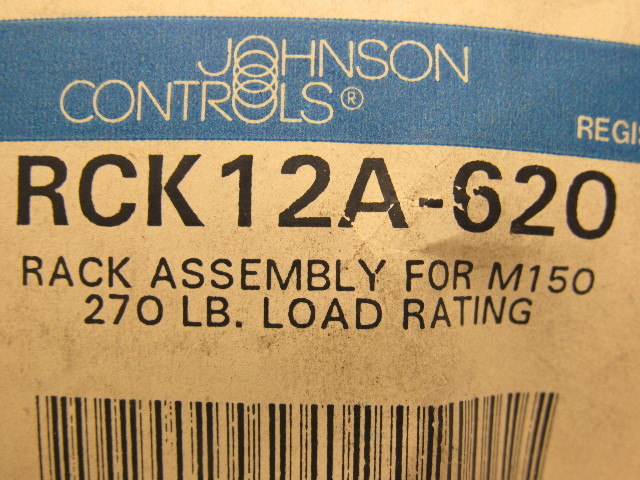 JOHNSON
CONTROLS®
REGIS
RCK12A-620
RACK ASSEMBLY FOR M150
270 LB. LOAD RATING